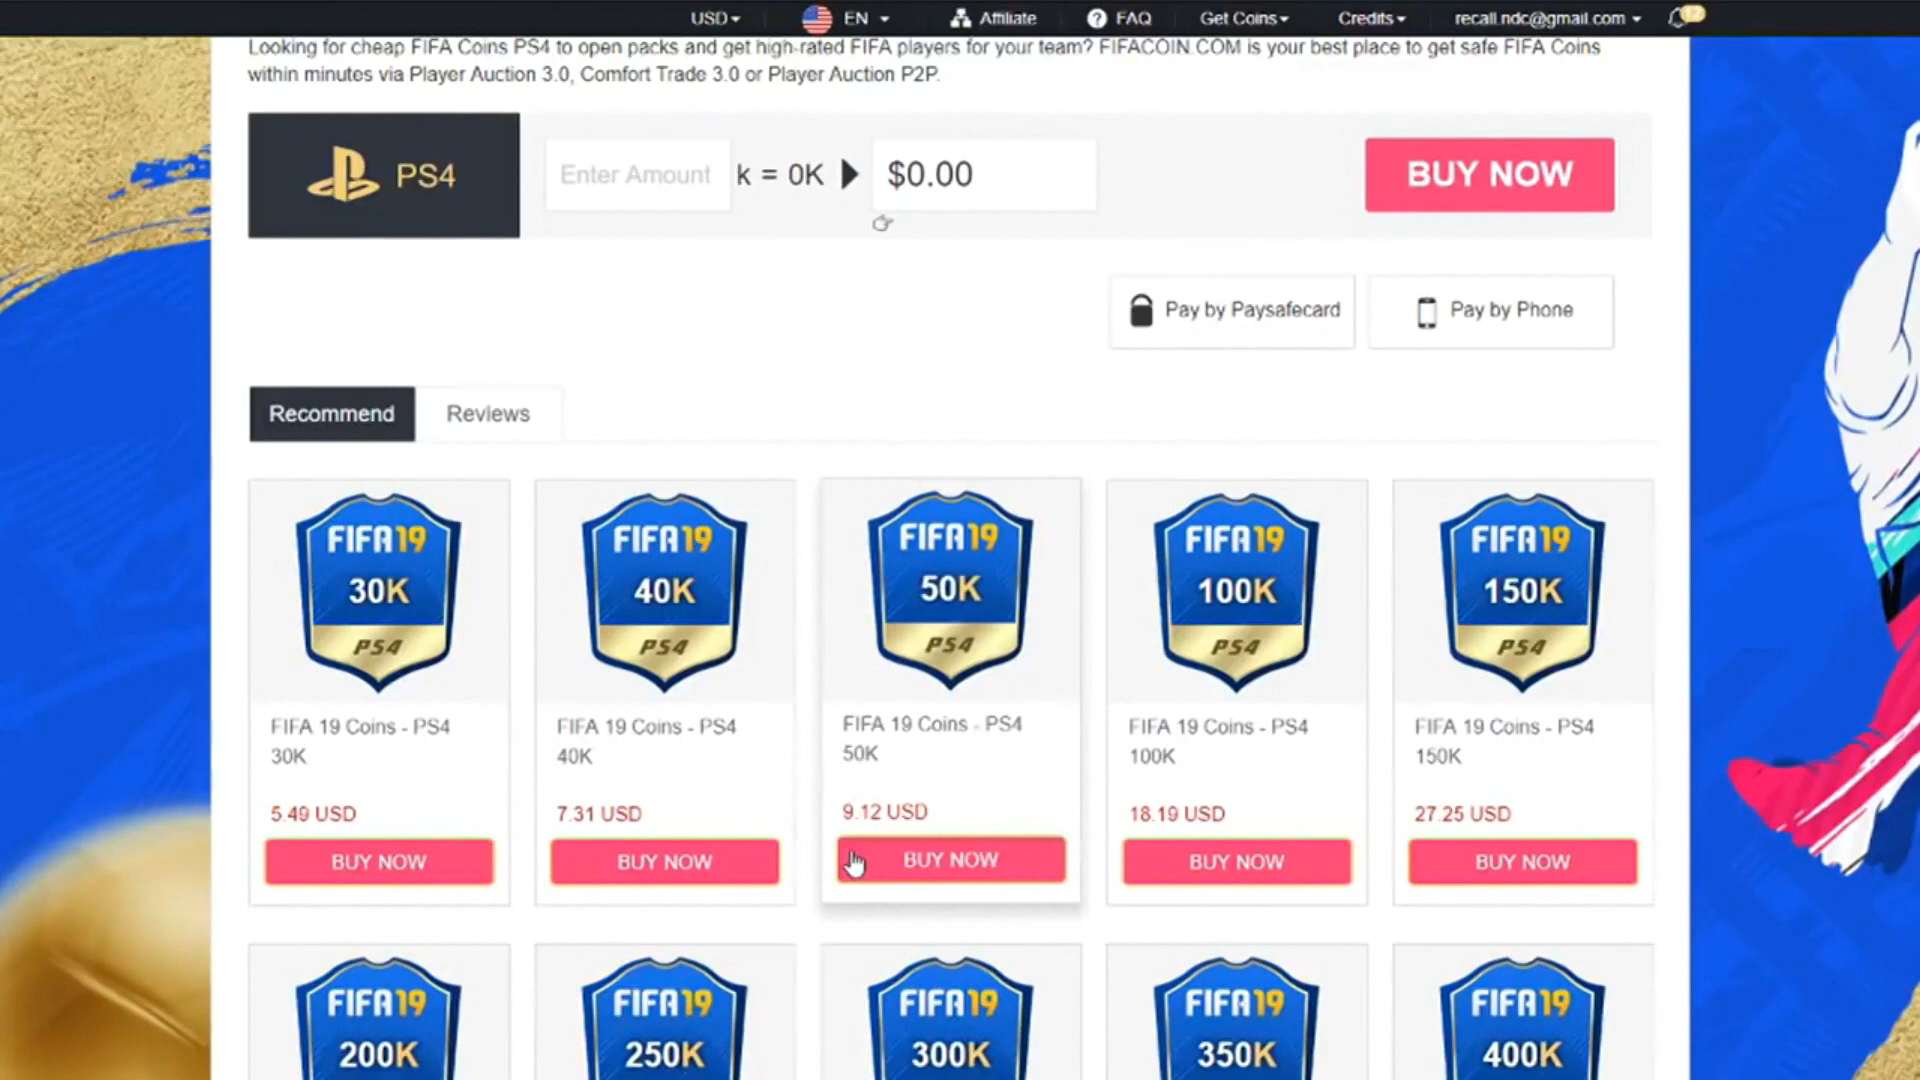 USD EN Affiliate FAQ Get Coins Credits recall.ndc@gmail.com 12
Looking for cheap FIFA Coins PS4 to open packs and get high-rated FIFA players for your team? FIFACOIN.COM is your best place to get safe FIFA Coins
within minutes via Player Auction 3.0, Comfort Trade 3.0 or Player Auction P2P.
PS4 Enter Amount k = 0K $0.00 BUY NOW
Pay by Paysafecard Pay by Phone
Recommend Reviews
FIFA19 FIFA19 FIFA19 FIFA19 FIFA19
30K 40K 50K 100K 150K
PS4 PS4 PS4 PS4 PS4
FIFA 19 Coins - PS4 FIFA 19 Coins - PS4 FIFA 19 Coins - PS4 FIFA 19 Coins - PS4 FIFA 19 Coins - PS4
30K 40K 50K 100K 150K
5.49 USD 7.31 USD 9.12 USD 18.19 USD 27.25 USD
BUY NOW BUY NOW BUY NOW BUY NOW BUY NOW
FIFA19 FIFA19 FIFA19 FIFA19 FIFA19
200K 250K 300K 350K 400K